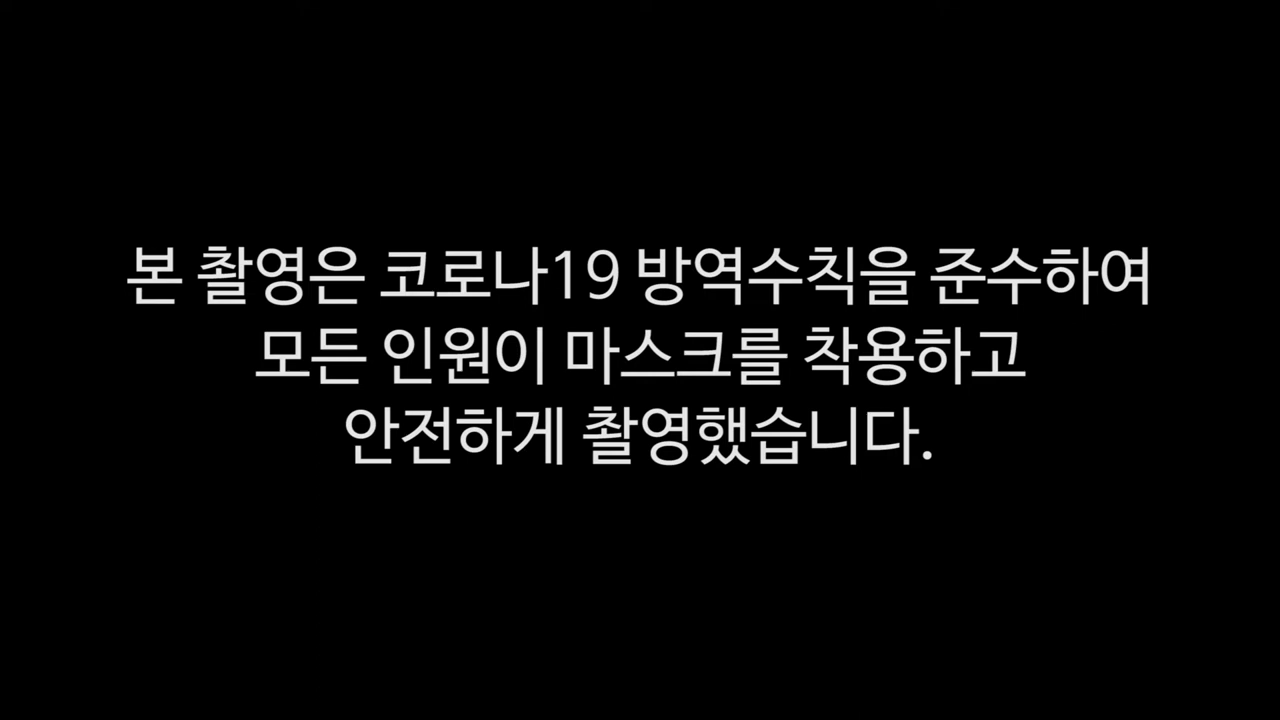 본 촬영은 코로나19 방역수칙을 준수하여
모든 인원이 마스크를 착용하고
안전하게 촬영했습니다.